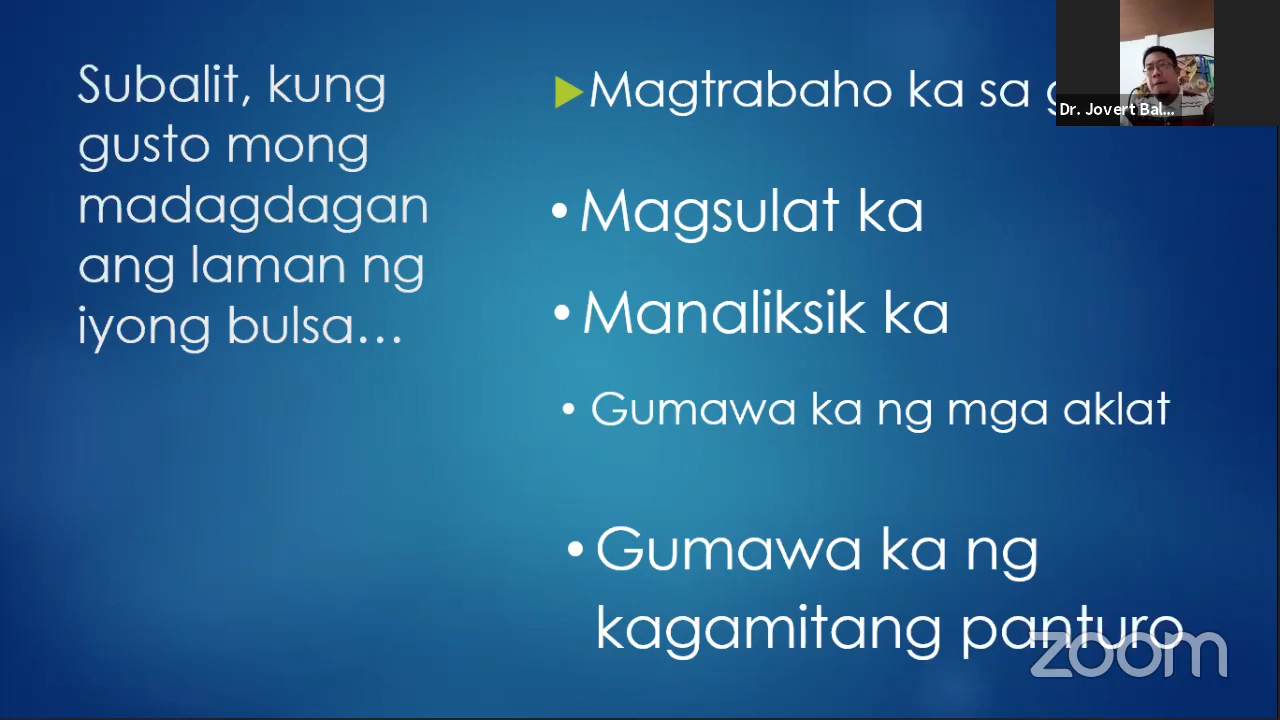 Subalit, kung
gusto mong
madagdagan
ang laman ng
iyong bulsa…
Magtrabaho ka sa
• Magsulat ka
• Manaliksik ka
• Gumawa ka ng mga aklat
• Gumawa ka ng
kagamitang panturo
Dr. Jovert Bal...
zoom